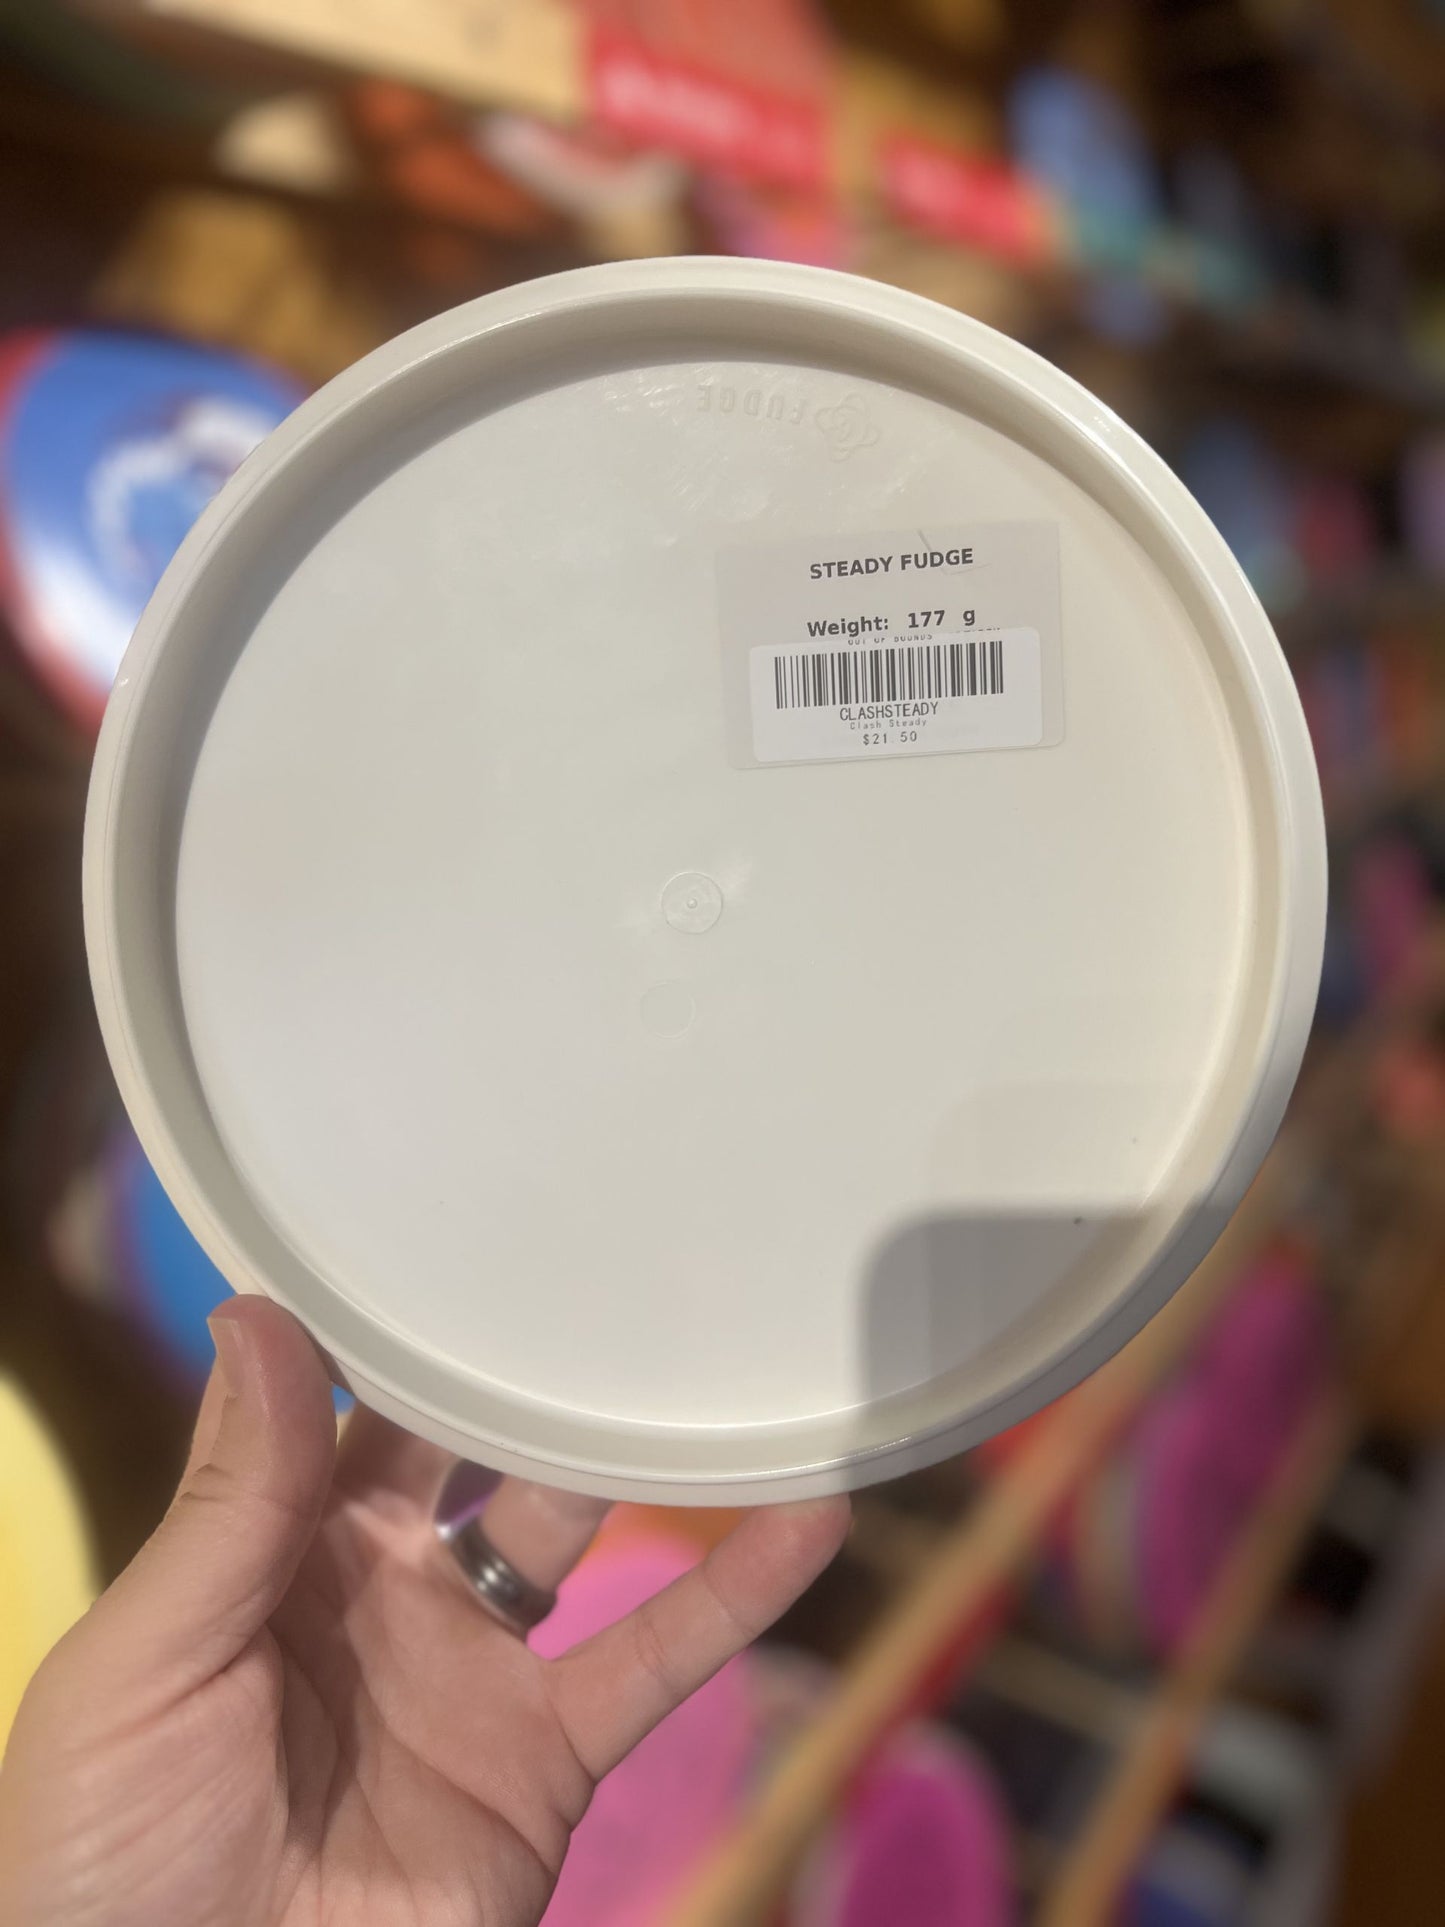 FUDGE
STEADY FUDGE
Weight: 177 g
OUT OF BOUNDS
CLASHSTEADY
Clash Steady
$21.50